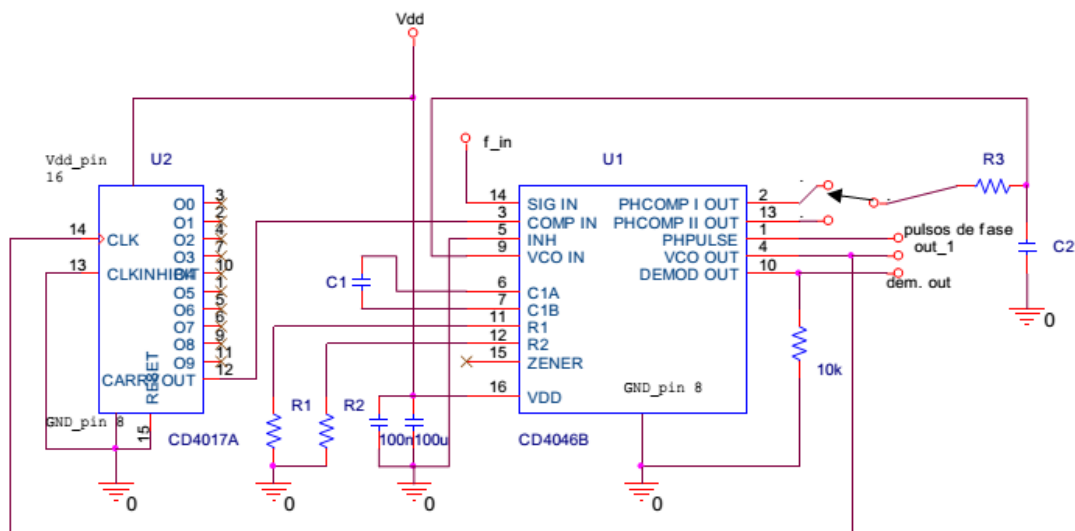 Vdd
f_in
U2
U1
R3
Vdd_pin
16
14
CLK
13
CLKINHIBIT
O0
3
O1
2
O2
4
O3
7
O4
10
O5
1
O6
5
O7
6
O8
9
O9
11
CARRY OUT
12
RESET
15
GND_pin 8
CD4017A
0
C1
R1
0
R2
100n
100u
0
14
SIG IN
3
COMP IN
5
INH
9
VCO IN
6
C1A
7
C1B
11
R1
12
R2
15
ZENER
16
VDD
PHCOMP I OUT
2
PHCOMP II OUT
13
PHPULSE
1
VCO OUT
4
DEMOD OUT
10
GND_pin 8
CD4046B
0
pulsos de fase
out_1
dem. out
10k
C2
0